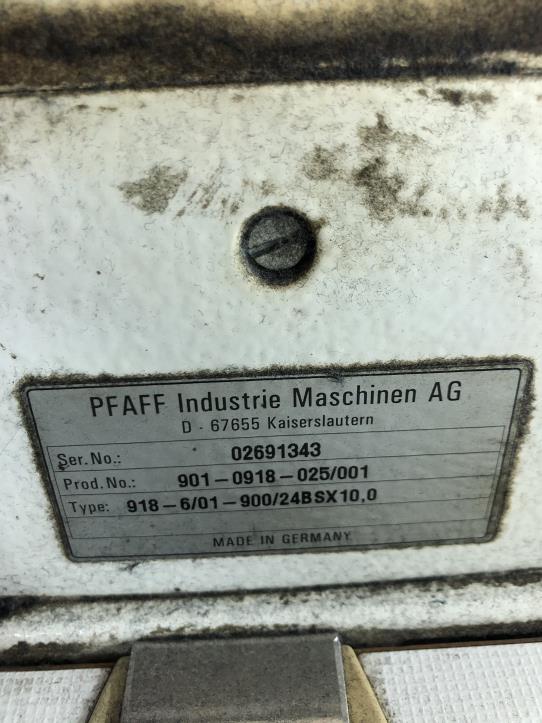 PFAFF Industrie Maschinen AG
D - 67655 Kaiserslautern
Ser.No.: 02691343
Prod.No.: 901-0918-025/001
Type: 918-6/01-900/24BSX10,0
MADE IN GERMANY